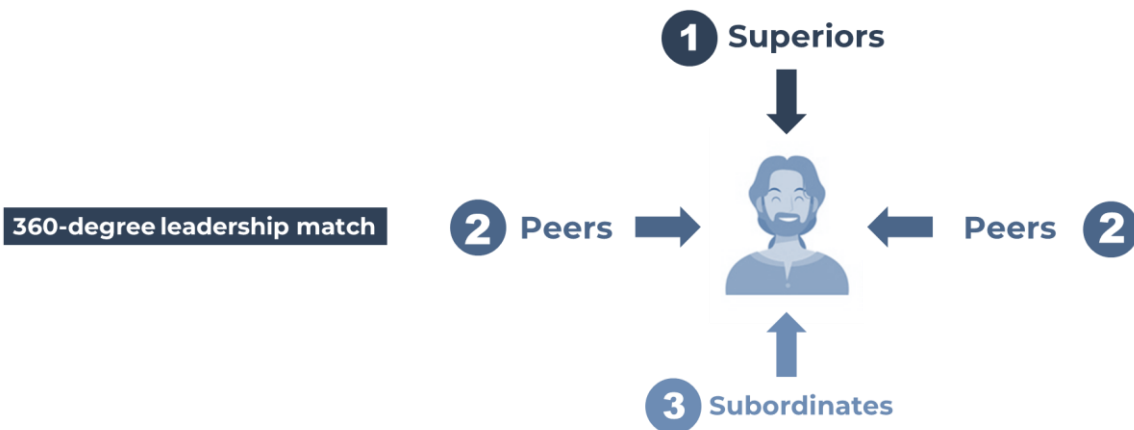 1 Superiors
360-degree leadership match
2 Peers
Peers 2
3 Subordinates